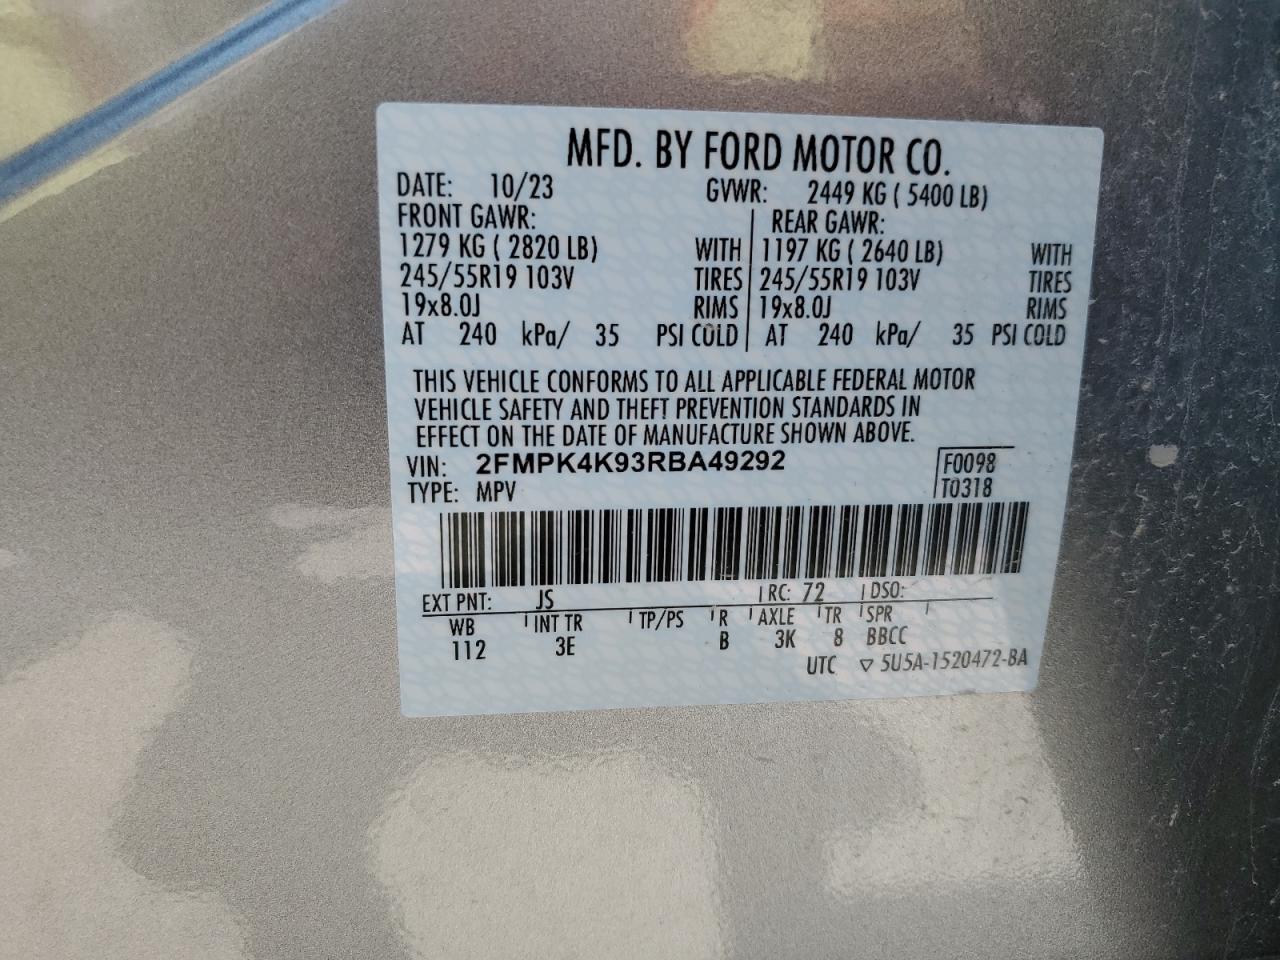 MFD. BY FORD MOTOR CO.
DATE: 10/23 GVWR: 2449 KG ( 5400 LB)
FRONT GAWR: REAR GAWR:
1279 KG ( 2820 LB) WITH 1197 KG ( 2640 LB) WITH
245/55R19 103V TIRES 245/55R19 103V TIRES
19x8.0J RIMS 19x8.0J RIMS
AT 240 kPa/ 35 PSI COLD AT 240 kPa/ 35 PSI COLD
THIS VEHICLE CONFORMS TO ALL APPLICABLE FEDERAL MOTOR
VEHICLE SAFETY AND THEFT PREVENTION STANDARDS IN
EFFECT ON THE DATE OF MANUFACTURE SHOWN ABOVE.
VIN: 2FMPK4K93RBA49292 F0098
TYPE: MPV T0318
EXT PNT: JS RC: 72 DSO:
WB INT TR TP/PS R AXLE TR SPR
112 3E B 3K 8 BBCC
UTC ▽ 5U5A-1520472-BA